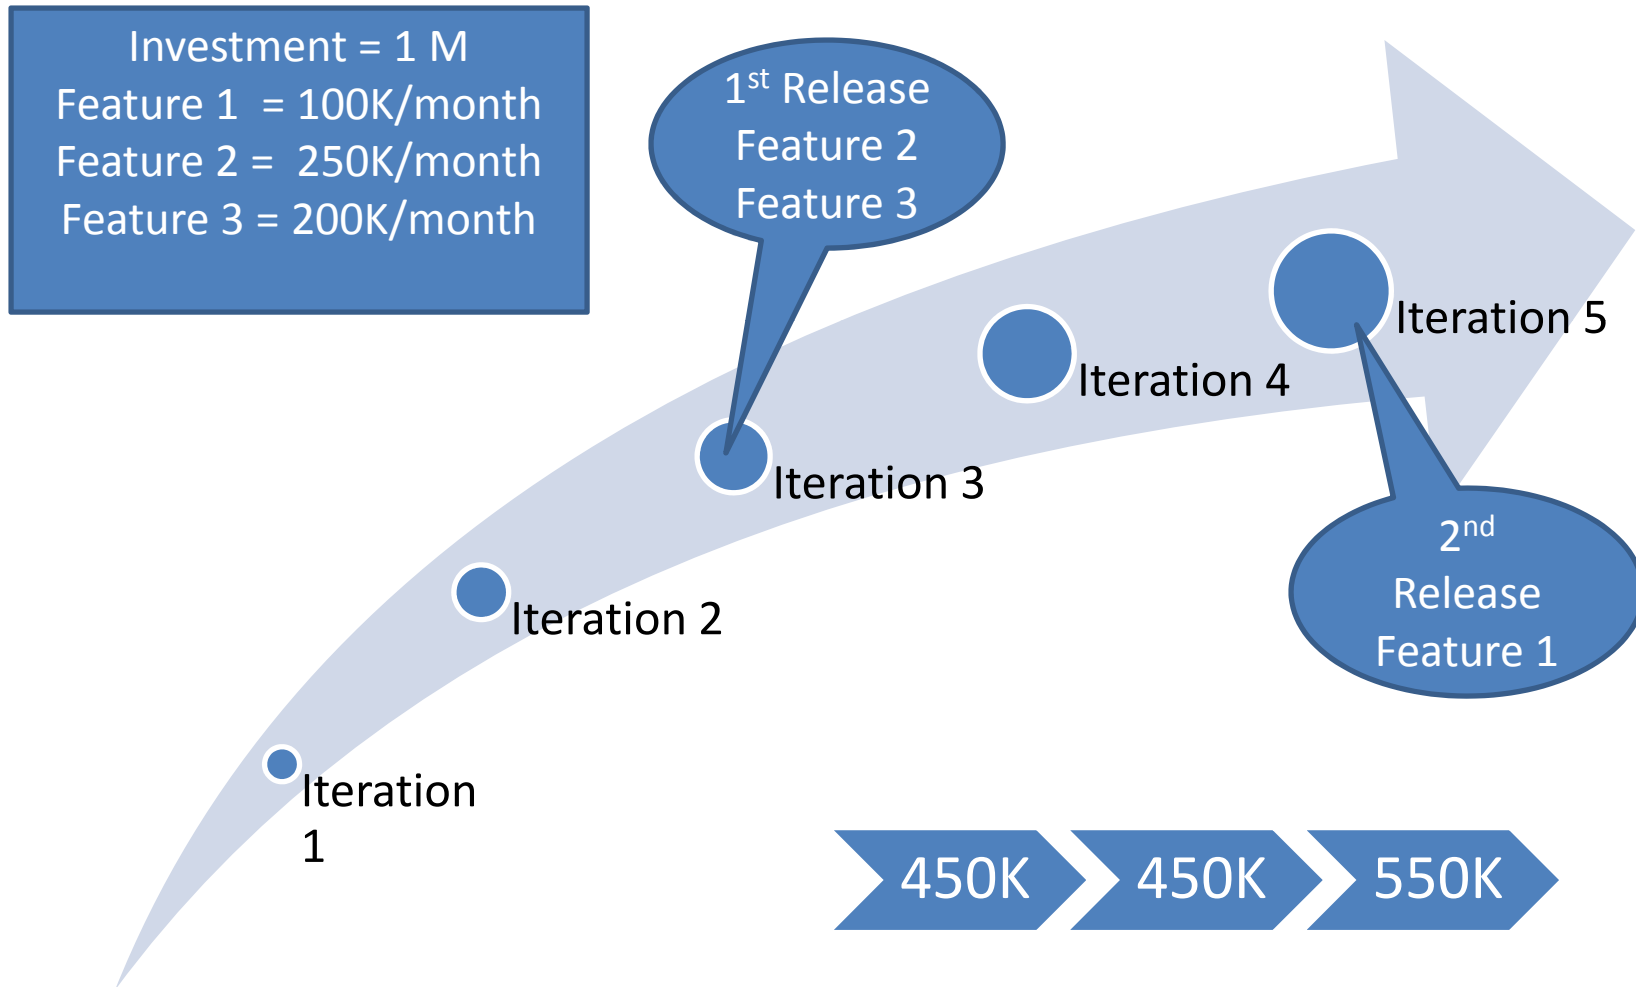 Investment = 1 M
Feature 1  = 100K/month
Feature 2 =  250K/month
Feature 3 = 200K/month
1st Release
Feature 2
Feature 3
Iteration 5
Iteration 4
Iteration 3
2nd
Release
Feature 1
Iteration 2
Iteration
1
450K
450K
550K